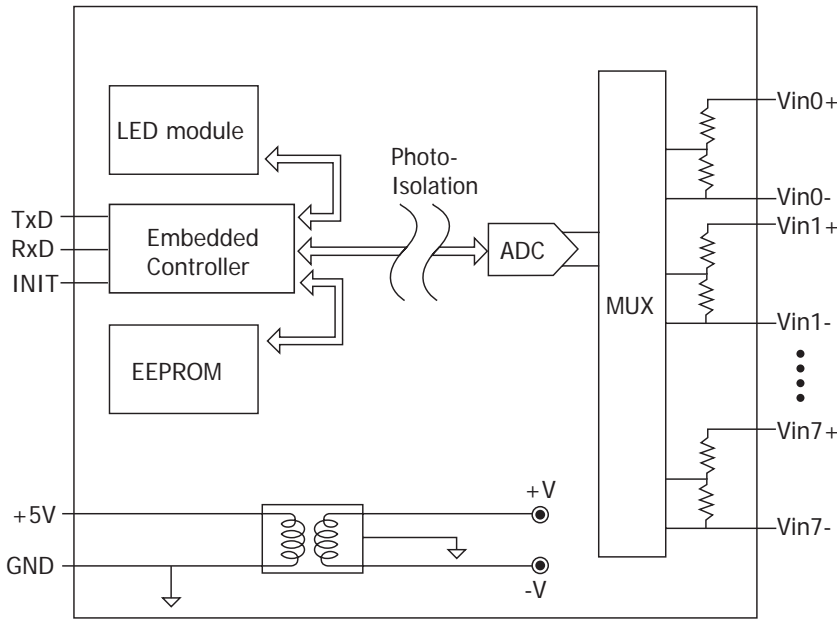 LED module
Photo-
Isolation
TxD
RxD
INIT
Embedded
Controller
ADC
MUX
EEPROM
Vin0+
Vin0-
Vin1+
Vin1-
Vin7+
Vin7-
+5V
GND
+V
-V